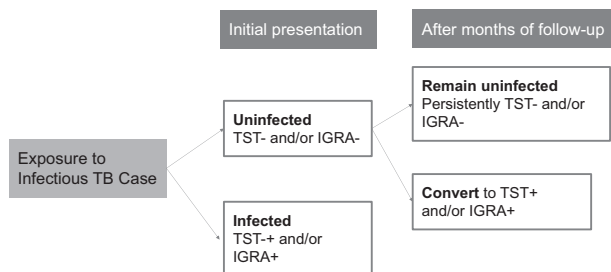 Initial presentation
After months of follow-up
Exposure to
Infectious TB Case
Uninfected
TST- and/or IGRA-
Infected
TST-+ and/or
IGRA+
Remain uninfected
Persistently TST- and/or
IGRA-
Convert to TST+
and/or IGRA+